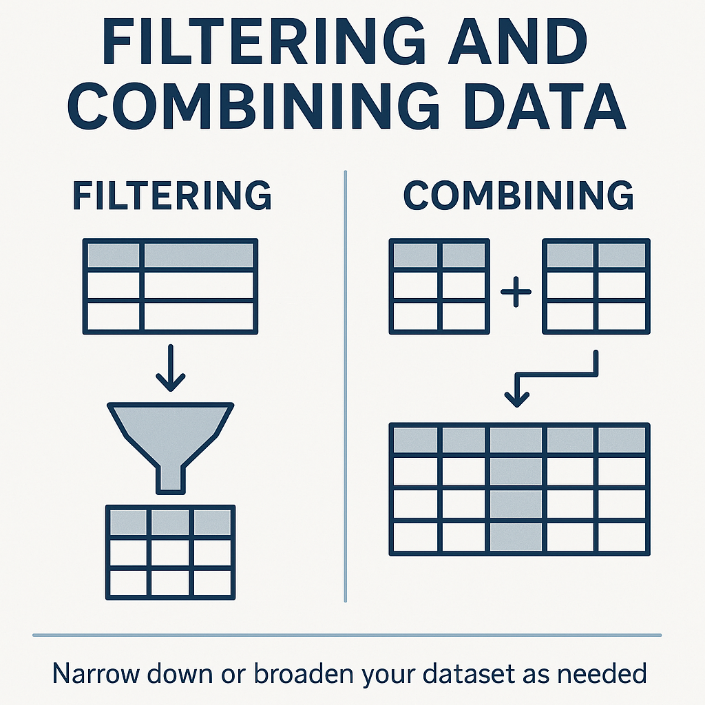 FILTERING AND
COMBINING DATA
FILTERING
COMBINING
Narrow down or broaden your dataset as needed